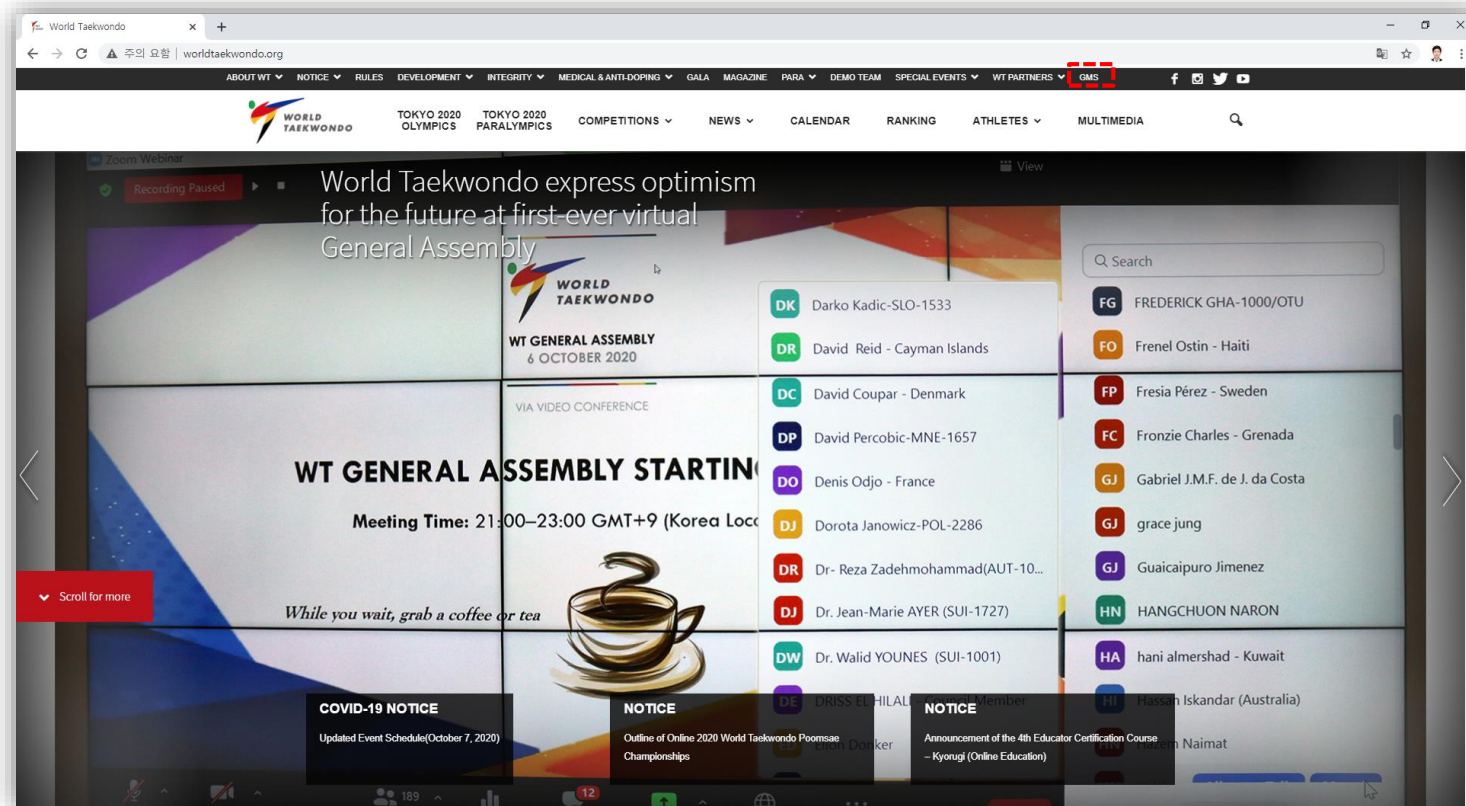 World Taekwondo
주의 요함 | worldtaekwondo.org
ABOUT WT NOTICE RULES DEVELOPMENT INTEGRITY MEDICAL & ANTI-DOPING GALA MAGAZINE PARA DEMO TEAM SPECIAL EVENTS WT PARTNERS GMS
WORLD
TAEKWONDO
TOKYO 2020
OLYMPICS
TOKYO 2020
PARALYMPICS
COMPETITIONS NEWS CALENDAR RANKING ATHLETES MULTIMEDIA
Zoom Webinar
Recording Paused
View
World Taekwondo express optimism
for the future at first-ever virtual
General Assembly
WORLD
TAEKWONDO
WT GENERAL ASSEMBLY
6 OCTOBER 2020
VIA VIDEO CONFERENCE
WT GENERAL ASSEMBLY STARTIN
Meeting Time: 21:00–23:00 GMT+9 (Korea Loc
While you wait, grab a coffee or tea
DK Darko Kadic-SLO-1533
DR David Reid - Cayman Islands
DC David Coupar - Denmark
DP David Percobic-MNE-1657
DO Denis Odjo - France
DJ Dorota Janowicz-POL-2286
DR Dr- Reza Zadehmohammad(AUT-10...
DJ Dr. Jean-Marie AYER (SUI-1727)
DW Dr. Walid YOUNES (SUI-1001)
DE DRISS EL HILALI - Council Member
Donker
Search
FG FREDERICK GHA-1000/OTU
FO Frenel Ostin - Haiti
FP Fresia Pérez - Sweden
FC Fronzie Charles - Grenada
GJ Gabriel J.M.F. de J. da Costa
GJ grace jung
GJ Guaicaipuro Jimenez
HN HANGCHUON NARON
HA hani almershad - Kuwait
HI Hassan Iskandar (Australia)
HN Hazem Naimat
Scroll for more
COVID-19 NOTICE
Updated Event Schedule(October 7, 2020)
NOTICE
Outline of Online 2020 World Taekwondo Poomsae
Championships
NOTICE
Announcement of the 4th Educator Certification Course
– Kyorugi (Online Education)
189
12